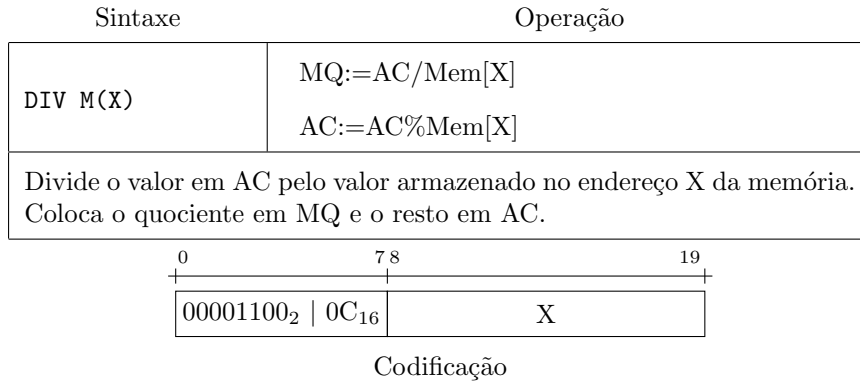 Sintaxe Operação
DIV M(X)
MQ:=AC/Mem[X]
AC:=AC%Mem[X]
Divide o valor em AC pelo valor armazenado no endereço X da memória.
Coloca o quociente em MQ e o resto em AC.
0 7 8 19
00001100₂ | 0C₁₆ X
Codificação